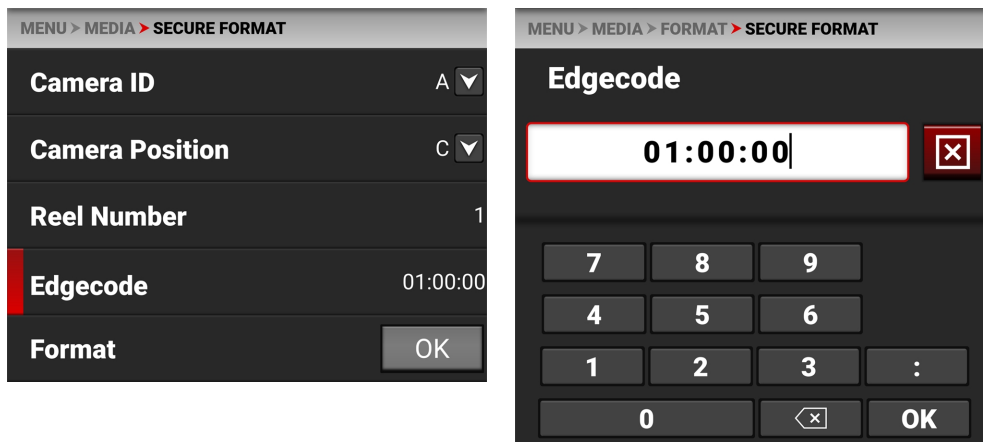 MENU > MEDIA > SECURE FORMAT
Camera ID A
Camera Position C
Reel Number 1
Edgecode 01:00:00
Format OK
MENU > MEDIA > FORMAT > SECURE FORMAT
Edgecode
01:00:00
7 8 9
4 5 6
1 2 3 :
0 OK